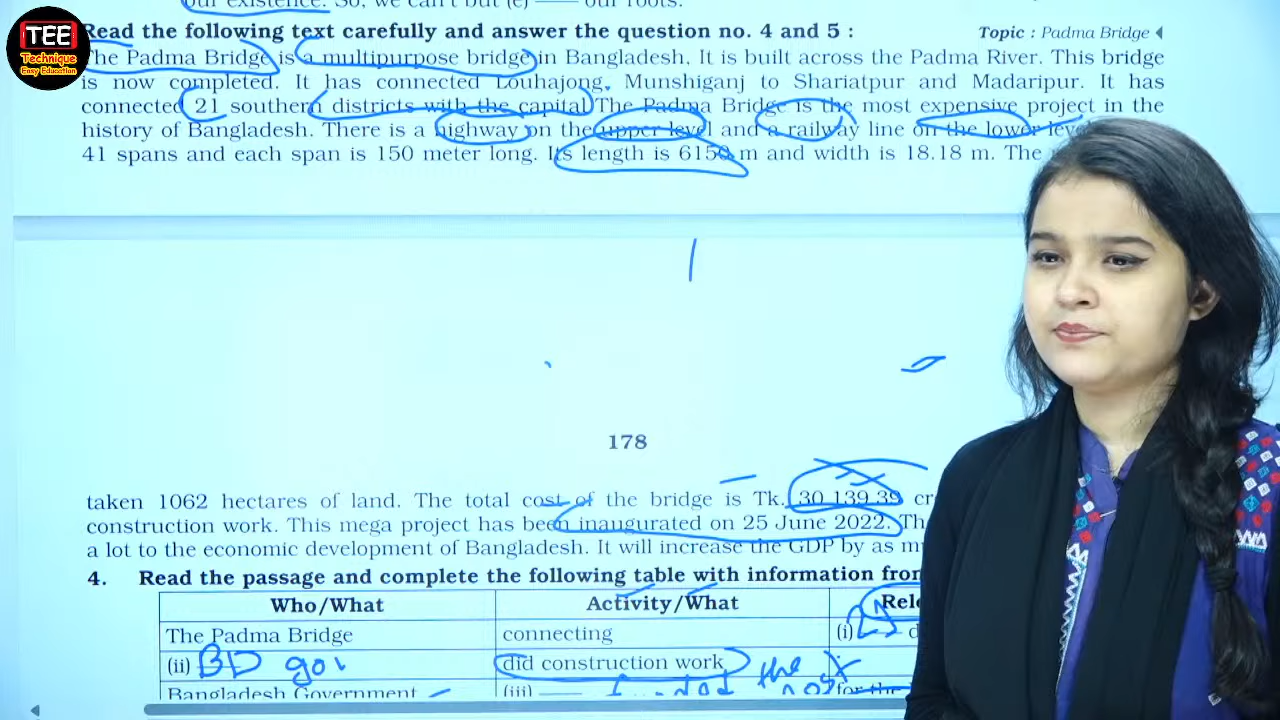 our existence. So, we can't but (e) —— our roots.
TEE
Technique
Easy Education
Read the following text carefully and answer the question no. 4 and 5 :
Topic : Padma Bridge
The Padma Bridge is a multipurpose bridge in Bangladesh. It is built across the Padma River. This bridge
is now completed. It has connected Louhajong, Munshiganj to Shariatpur and Madaripur. It has
connected 21 southern districts with the capital. The Padma Bridge is the most expensive project in the
history of Bangladesh. There is a highway on the upper level and a railway line on the lower
41 spans and each span is 150 meter long. Its length is 6150 m and width is 18.18 m. The
178
taken 1062 hectares of land. The total cost of the bridge is Tk. 30,139.39 cr
construction work. This mega project has been inaugurated on 25 June 2022. Th
a lot to the economic development of Bangladesh. It will increase the GDP by as m
4. Read the passage and complete the following table with information from
Who/What Activity/What
The Padma Bridge connecting (i) d
(ii) BD gov did construction work the
Bangladesh Government (iii) —— for the